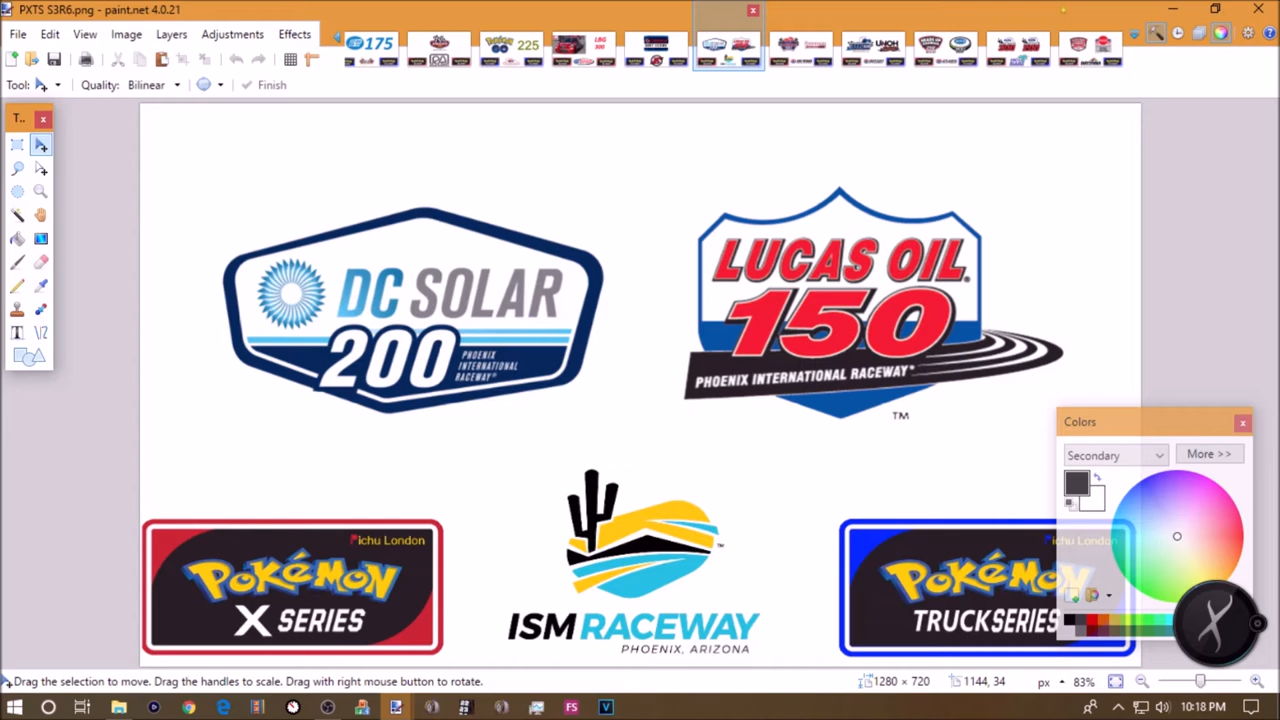 PXTS S3R6.png - paint.net 4.0.21
File Edit View Image Layers Adjustments Effects
175
225
Tool: Quality: Bilinear Finish
T..
DC SOLAR
200
PHOENIX
INTERNATIONAL
RACEWAY®
LUCAS OIL®
150
PHOENIX INTERNATIONAL RACEWAY®
TM
Colors
Secondary More >>
Pichu London
POKéMON
X SERIES
ISM RACEWAY
PHOENIX, ARIZONA
Pichu London
POKéMON
TRUCKSERIES
Drag the selection to move. Drag the handles to scale. Drag with right mouse button to rotate.
1280 × 720 1144, 34 px 83%
FS V 10:18 PM